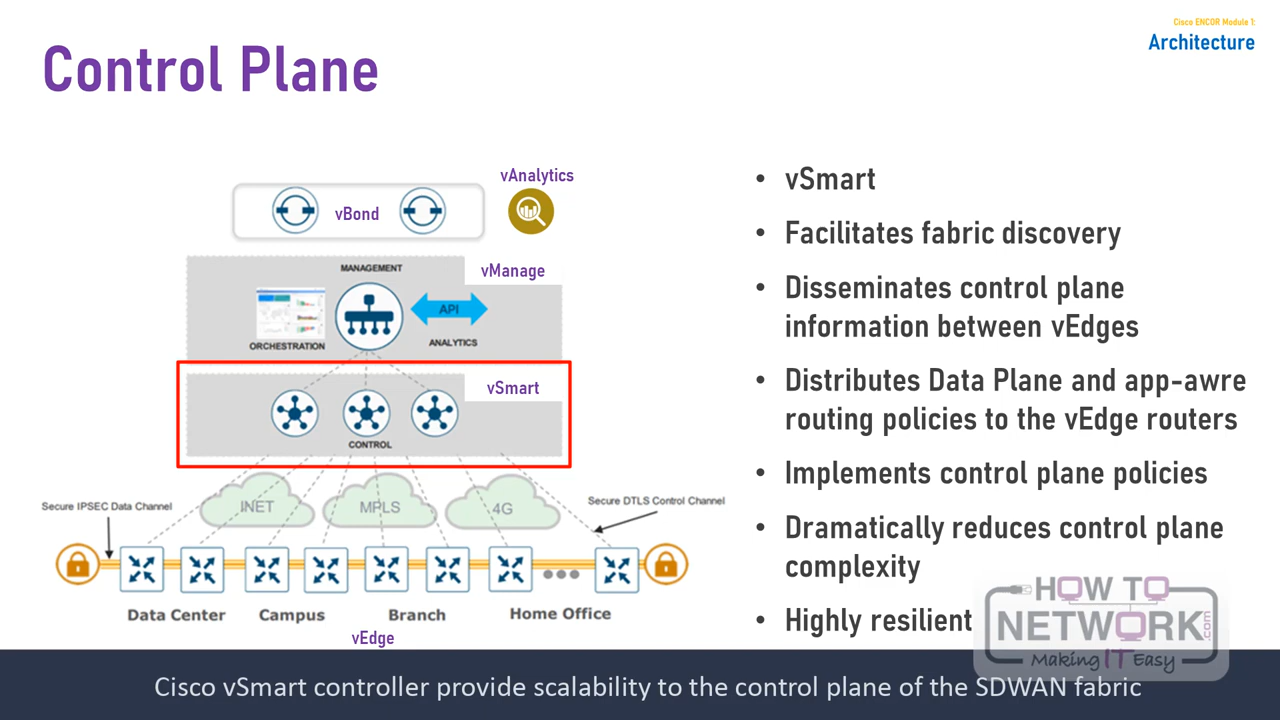 Cisco ENCOR Module 1:
Architecture
Control Plane
vAnalytics
vBond
MANAGEMENT
vManage
API
ORCHESTRATION
ANALYTICS
vSmart
CONTROL
INET
MPLS
4G
Secure IPSEC Data Channel
Secure DTLS Control Channel
Data Center
Campus
Branch
Home Office
vEdge
• vSmart
• Facilitates fabric discovery
• Disseminates control plane
information between vEdges
• Distributes Data Plane and app-awre
routing policies to the vEdge routers
• Implements control plane policies
• Dramatically reduces control plane
complexity
• Highly resilient
HOW TO
NETWORK.com
Making IT Easy
Cisco vSmart controller provide scalability to the control plane of the SDWAN fabric